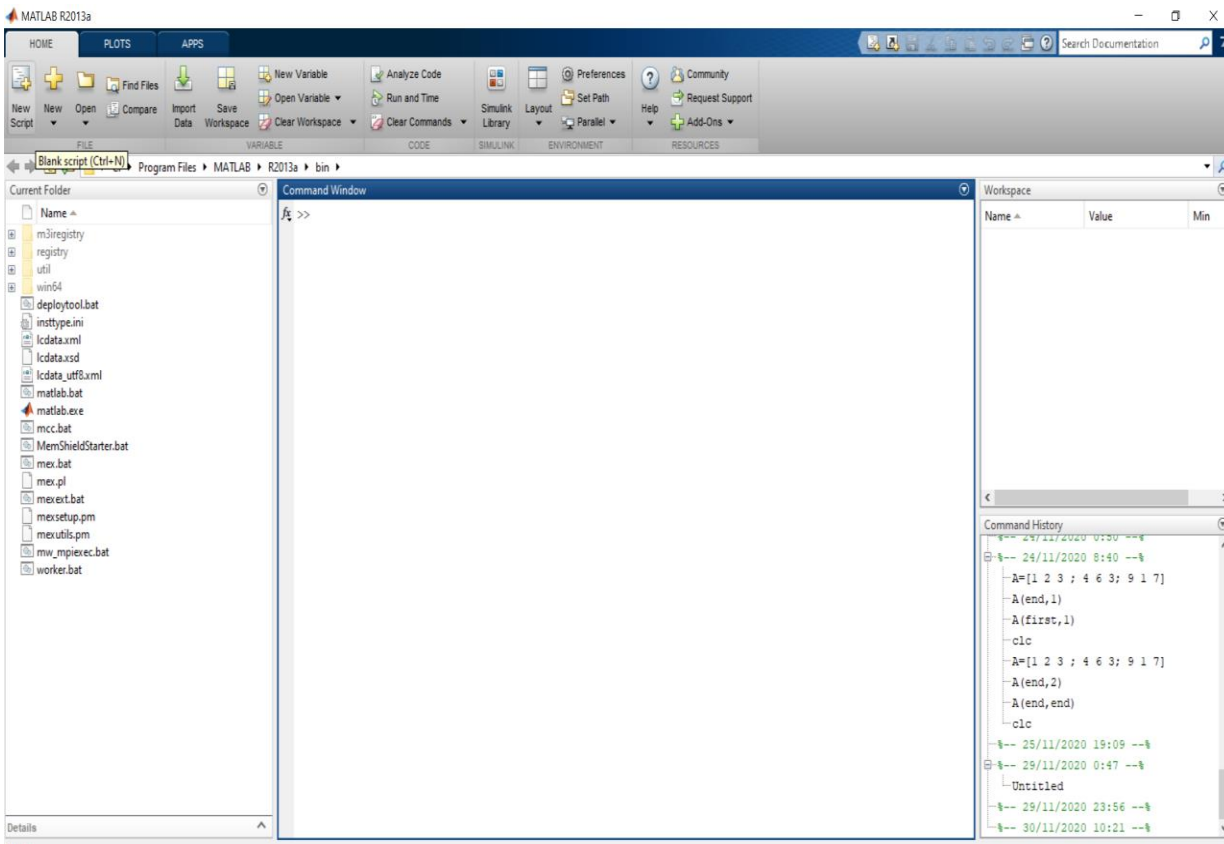 MATLAB R2013a
HOME PLOTS APPS
Search Documentation
New Script
New
Open
Find Files
Compare
Import Data
Save Workspace
New Variable
Open Variable
Clear Workspace
Analyze Code
Run and Time
Clear Commands
Simulink Library
Layout
Preferences
Set Path
Parallel
Help
Community
Request Support
Add-Ons
FILE VARIABLE CODE SIMULINK ENVIRONMENT RESOURCES
Blank script (Ctrl+N)
Program Files MATLAB R2013a bin
Current Folder
Name
m3iregistry
registry
util
win64
deploytool.bat
insttype.ini
lcdata.xml
lcdata.xsd
lcdata_utf8.xml
matlab.bat
matlab.exe
mcc.bat
MemShieldStarter.bat
mex.bat
mex.pl
mexext.bat
mexsetup.pm
mexutils.pm
mw_mpiexec.bat
worker.bat
Details
Command Window
fx >>
Workspace
Name Value Min
Command History
%-- 24/11/2020 0:50 --%
%-- 24/11/2020 8:40 --%
A=[1 2 3 ; 4 6 3; 9 1 7]
A(end,1)
A(first,1)
clc
A=[1 2 3 ; 4 6 3; 9 1 7]
A(end,2)
A(end,end)
clc
%-- 25/11/2020 19:09 --%
%-- 29/11/2020 0:47 --%
Untitled
%-- 29/11/2020 23:56 --%
%-- 30/11/2020 10:21 --%